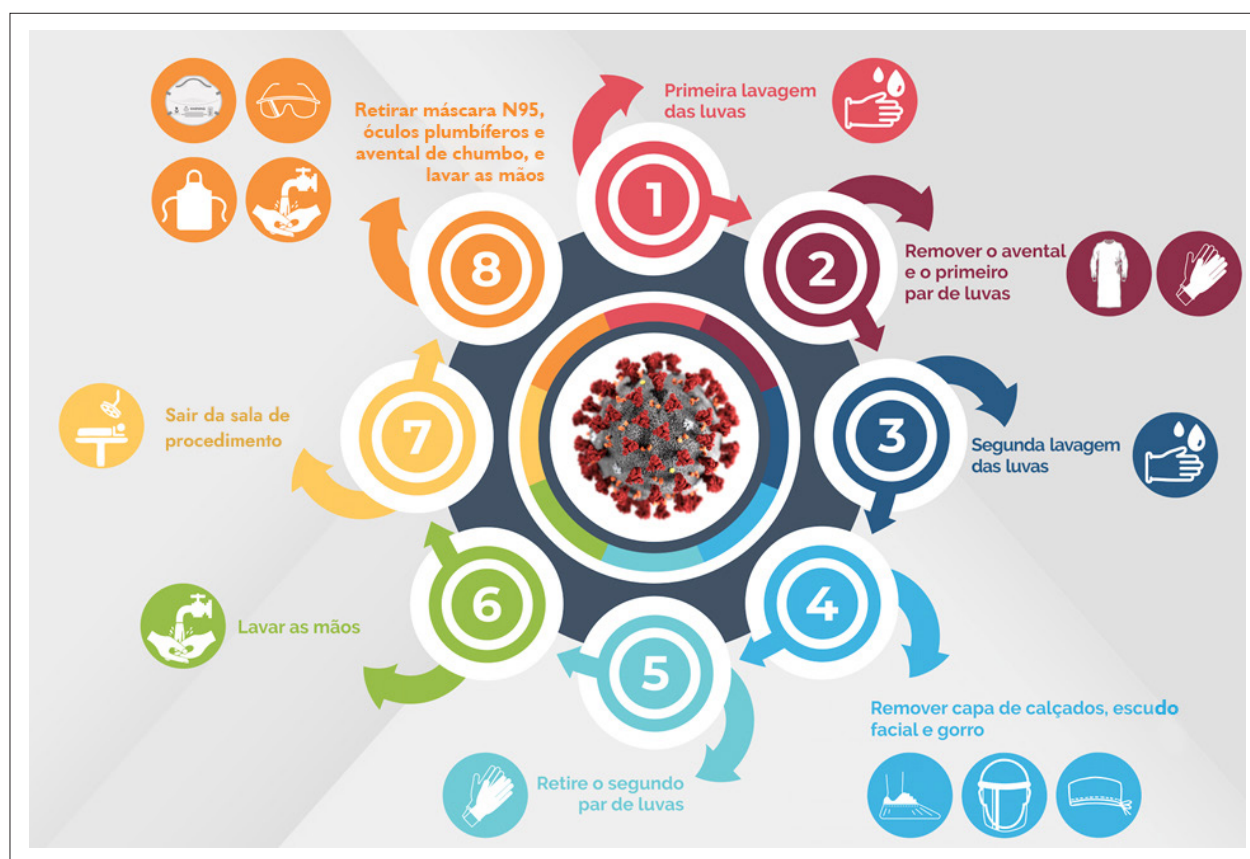 1
Primeira lavagem
das luvas
2
Remover o avental
e o primeiro
par de luvas
3
Segunda lavagem
das luvas
4
Remover capa de calçados, escudo
facial e gorro
5
Retire o segundo
par de luvas
6
Lavar as mãos
7
Sair da sala de
procedimento
8
Retirar máscara N95,
óculos plumbíferos e
avental de chumbo, e
lavar as mãos